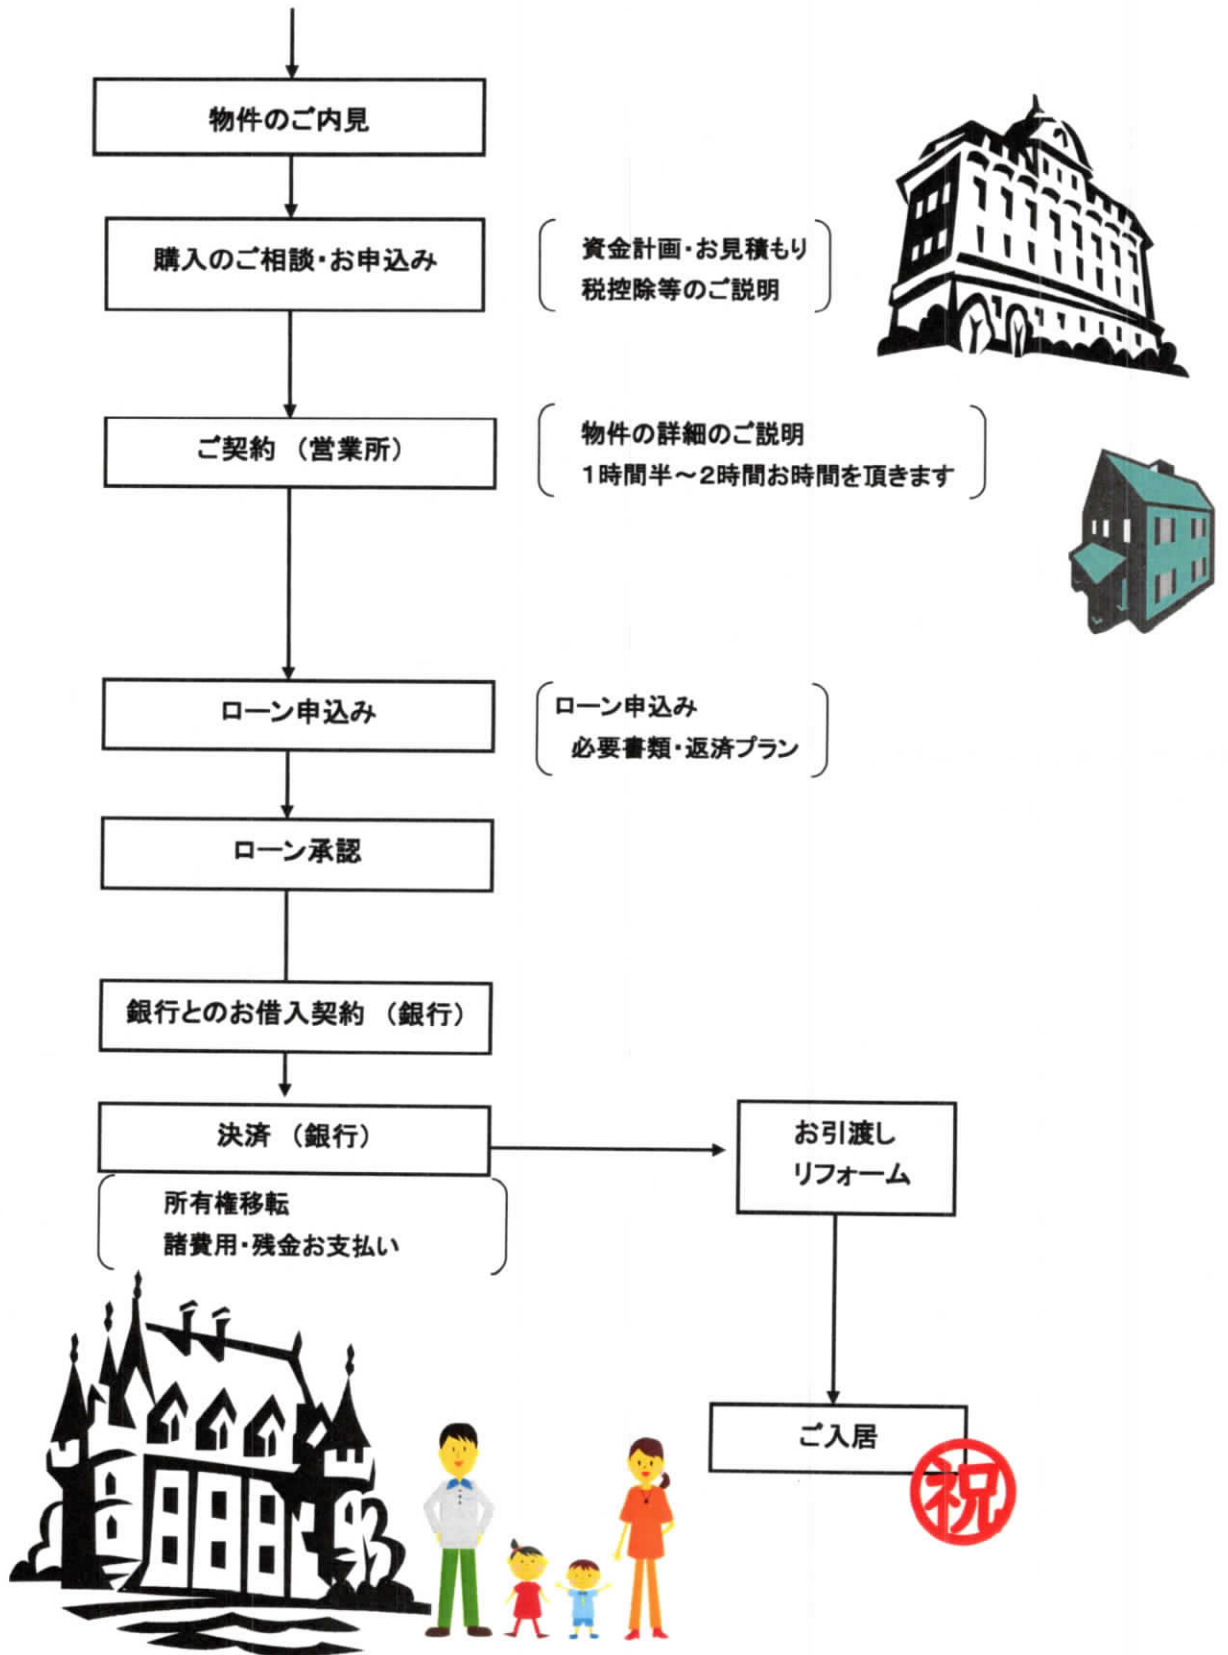 物件のご内見
購入のご相談・お申込み
資金計画・お見積もり
税控除等のご説明
ご契約 （営業所）
物件の詳細のご説明
1時間半～2時間お時間を頂きます
ローン申込み
ローン申込み
必要書類・返済プラン
ローン承認
銀行とのお借入契約 （銀行）
決済 （銀行）
所有権移転
諸費用・残金お支払い
お引渡し
リフォーム
ご入居
祝